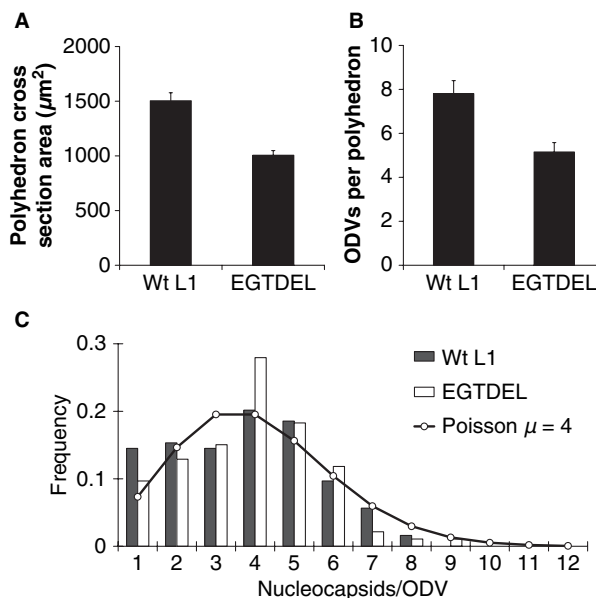 A
Polyhedron cross
section area (µm²)
2000
1500
1000
500
0
Wt L1
EGTDEL
B
ODVs per polyhedron
10
8
6
4
2
0
Wt L1
EGTDEL
C
Frequency
0.3
0.2
0.1
0
Wt L1
EGTDEL
Poisson µ = 4
1 2 3 4 5 6 7 8 9 10 11 12
Nucleocapsids/ODV